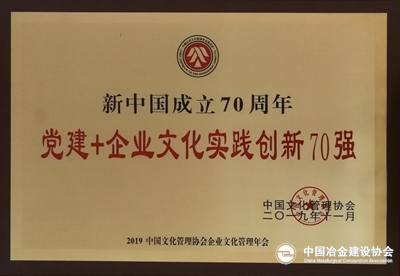 新中国成立70周年
党建+企业文化实践创新70强
中国文化管理协会
二〇一九年十一月
2019 中国文化管理协会企业文化管理年会
中国冶金建设协会
China Metallurgical Construction Association